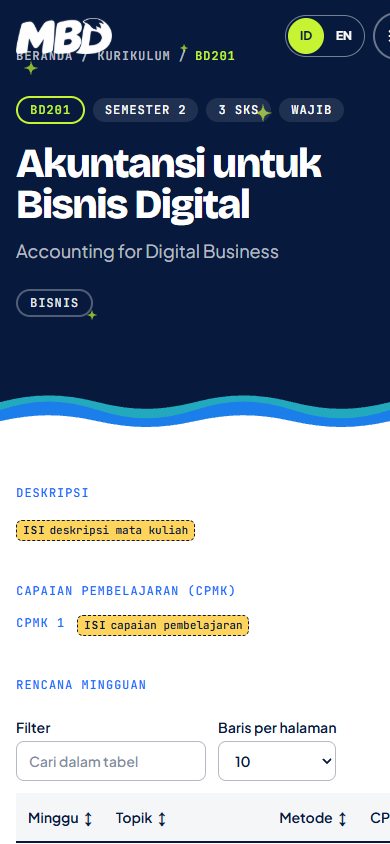 MBD
ID EN
BERANDA / KURIKULUM / BD201
BD201 SEMESTER 2 3 SKS WAJIB
Akuntansi untuk
Bisnis Digital
Accounting for Digital Business
BISNIS
DESKRIPSI
ISI deskripsi mata kuliah
CAPAIAN PEMBELAJARAN (CPMK)
CPMK 1 ISI capaian pembelajaran
RENCANA MINGGUAN
Filter Baris per halaman
Cari dalam tabel 10
Minggu ↕ Topik ↕ Metode ↕ CP